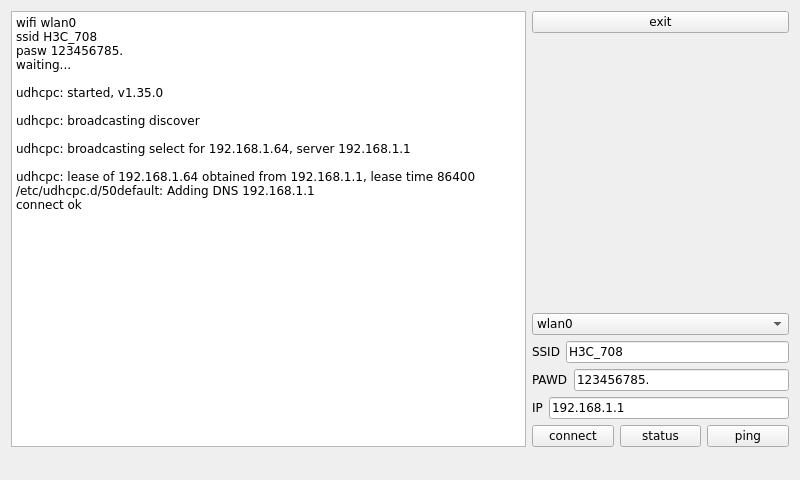 wifi wlan0
ssid H3C_708
pasw 123456785.
waiting...
udhcpc: started, v1.35.0
udhcpc: broadcasting discover
udhcpc: broadcasting select for 192.168.1.64, server 192.168.1.1
udhcpc: lease of 192.168.1.64 obtained from 192.168.1.1, lease time 86400
/etc/udhcpc.d/50default: Adding DNS 192.168.1.1
connect ok
exit
wlan0
SSID H3C_708
PAWD 123456785.
IP 192.168.1.1
connect status ping